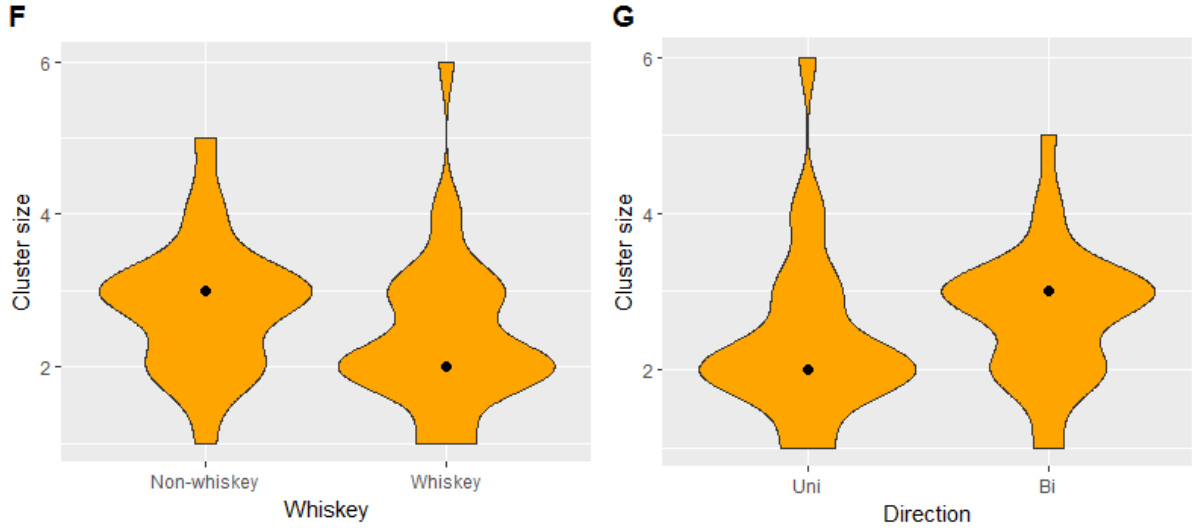 F
Cluster size
6
4
2
Non-whiskey
Whiskey
Whiskey
G
Cluster size
6
4
2
Uni
Bi
Direction